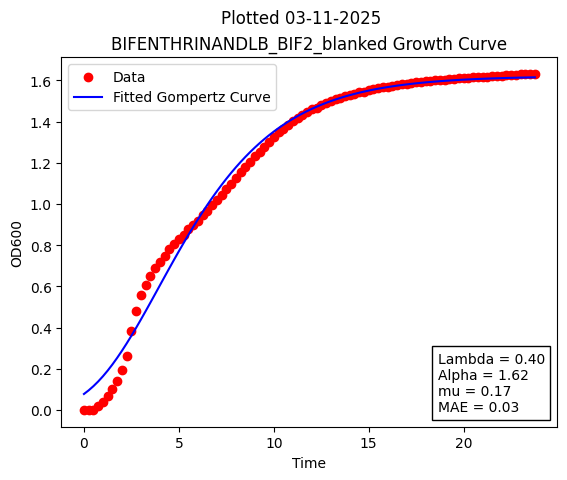 Plotted 03-11-2025
BIFENTHRINANDLB_BIF2_blanked Growth Curve
Data
Fitted Gompertz Curve
1.6
1.4
1.2
1.0
0.8
0.6
0.4
0.2
0.0
OD600
Lambda = 0.40
Alpha = 1.62
mu = 0.17
MAE = 0.03
0
5
10
15
20
Time